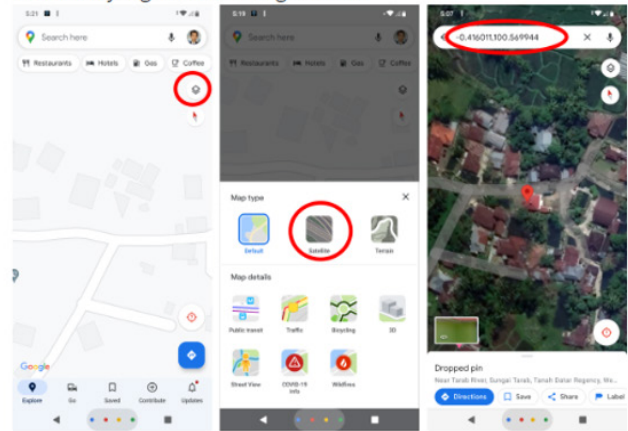 5:21
Search here
Restaurants
Hotels
Gas
Coffee
Google
Explore
Go
Saved
Contribute
Updates
5:19
Search here
Restaurants
Hotels
Gas
Coffee
Map type
Default
Satellite
Terrain
Map details
Public transit
Traffic
Bicycling
3D
Street View
COVID-19
Info
Wildfires
5:07
-0.416011,100.569944
Dropped pin
Near Tarab River, Sungai Tarab, Tanah Datar Regency, We...
Directions
Save
Share
Label